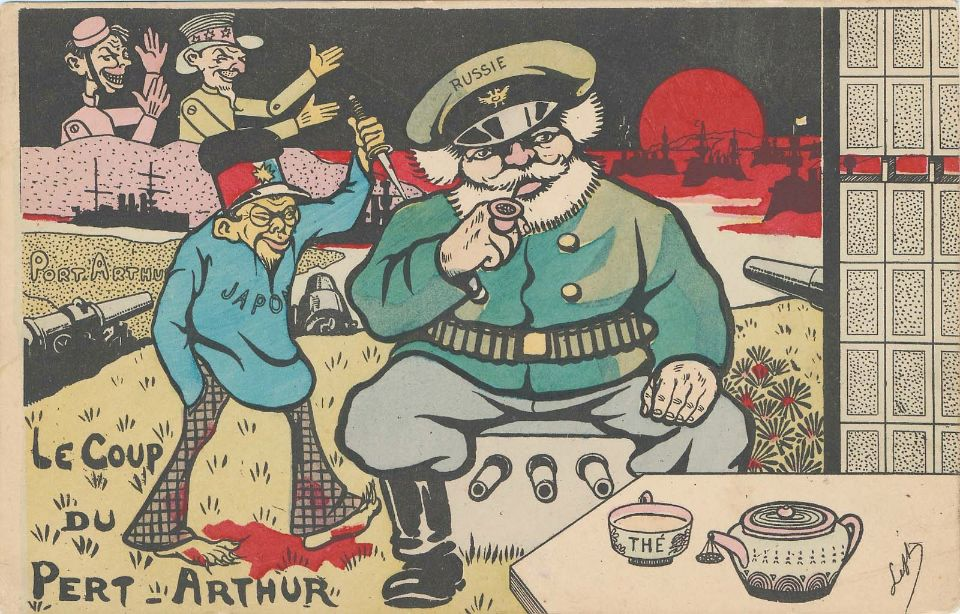 RUSSIE
PORT-ARTHU
JAPO
LE COUP
DU
PERT-ARTHUR
THÉ